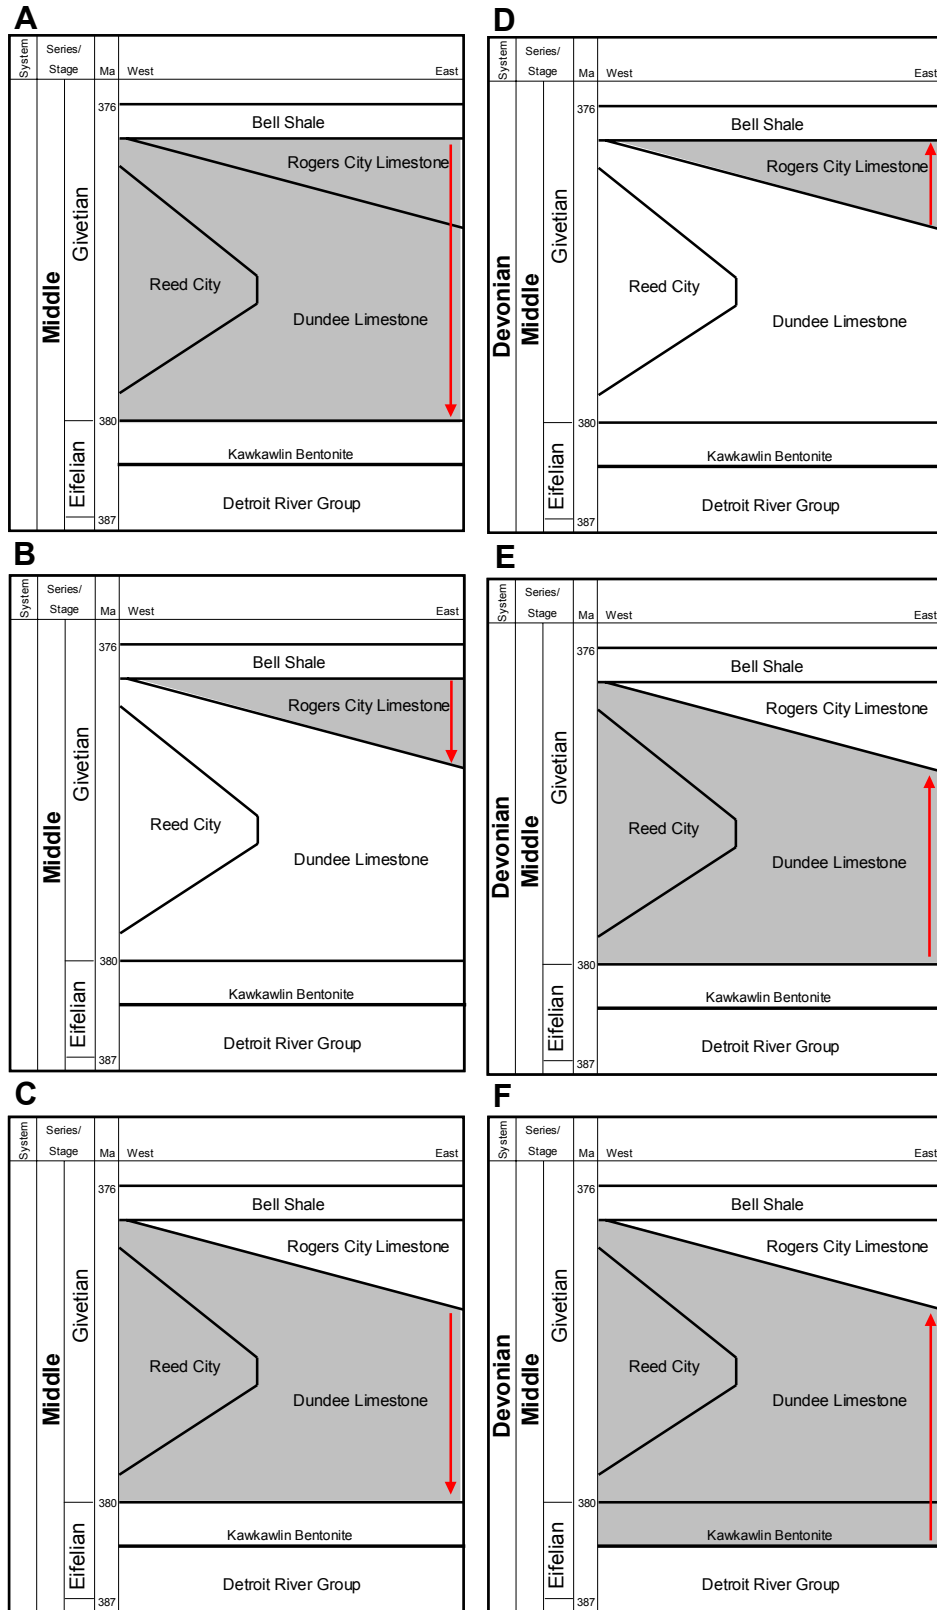 A
System
Series/
Stage
Ma
West
East
376
Bell Shale
Rogers City Limestone
Givetian
Middle
Reed City
Dundee Limestone
380
Eifelian
Kawkawlin Bentonite
Detroit River Group
387
B
System
Series/
Stage
Ma
West
East
376
Bell Shale
Rogers City Limestone
Givetian
Middle
Reed City
Dundee Limestone
380
Eifelian
Kawkawlin Bentonite
Detroit River Group
387
C
System
Series/
Stage
Ma
West
East
376
Bell Shale
Rogers City Limestone
Givetian
Middle
Reed City
Dundee Limestone
380
Eifelian
Kawkawlin Bentonite
Detroit River Group
387
D
System
Series/
Stage
Ma
West
East
376
Bell Shale
Rogers City Limestone
Givetian
Devonian
Middle
Reed City
Dundee Limestone
380
Eifelian
Kawkawlin Bentonite
Detroit River Group
387
E
System
Series/
Stage
Ma
West
East
376
Bell Shale
Rogers City Limestone
Givetian
Devonian
Middle
Reed City
Dundee Limestone
380
Eifelian
Kawkawlin Bentonite
Detroit River Group
387
F
System
Series/
Stage
Ma
West
East
376
Bell Shale
Rogers City Limestone
Givetian
Devonian
Middle
Reed City
Dundee Limestone
380
Eifelian
Kawkawlin Bentonite
Detroit River Group
387